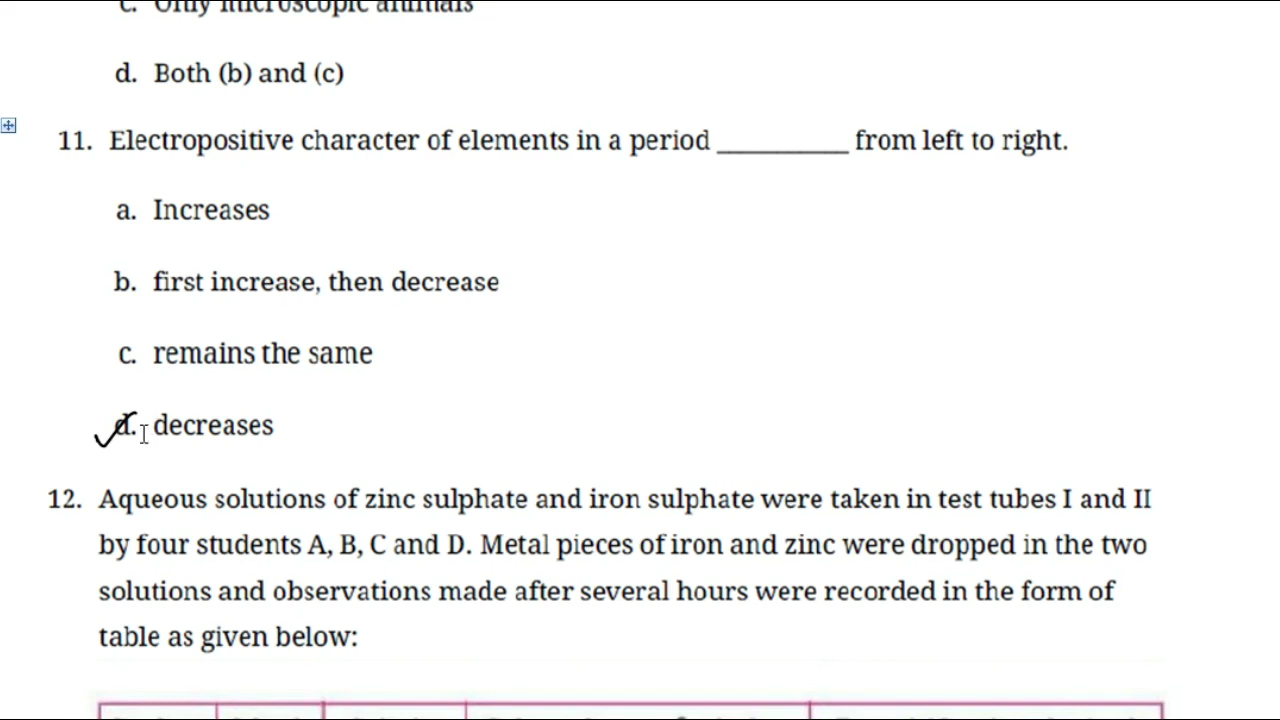 c. Only microscopic animals
d. Both (b) and (c)
11. Electropositive character of elements in a period __________ from left to right.
a. Increases
b. first increase, then decrease
c. remains the same
d. decreases
12. Aqueous solutions of zinc sulphate and iron sulphate were taken in test tubes I and II
by four students A, B, C and D. Metal pieces of iron and zinc were dropped in the two
solutions and observations made after several hours were recorded in the form of
table as given below: